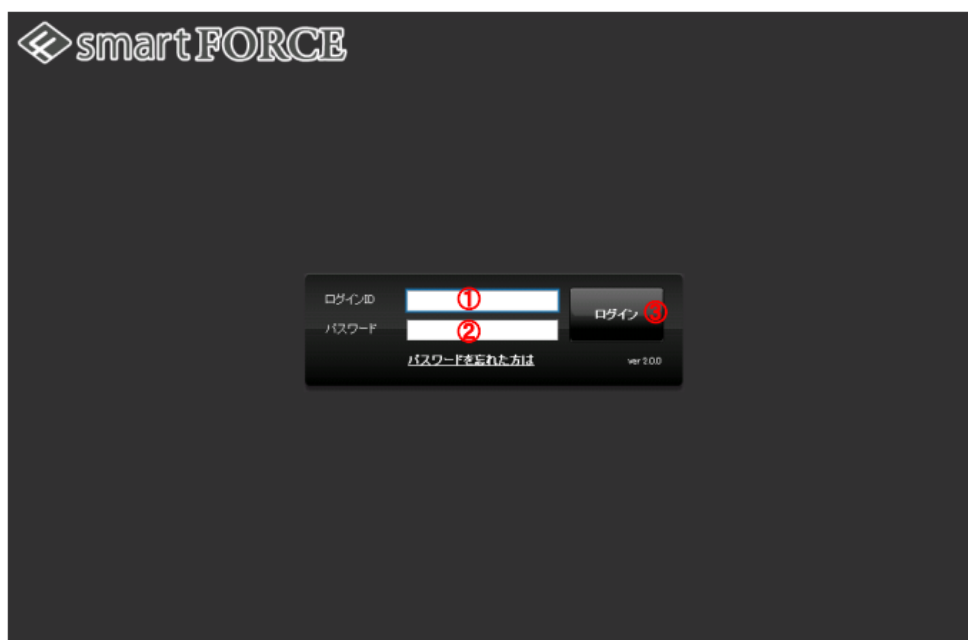 smartFORCE
ログインID ①
パスワード ②
ログイン ③
パスワードを忘れた方は
ver 2.0.0